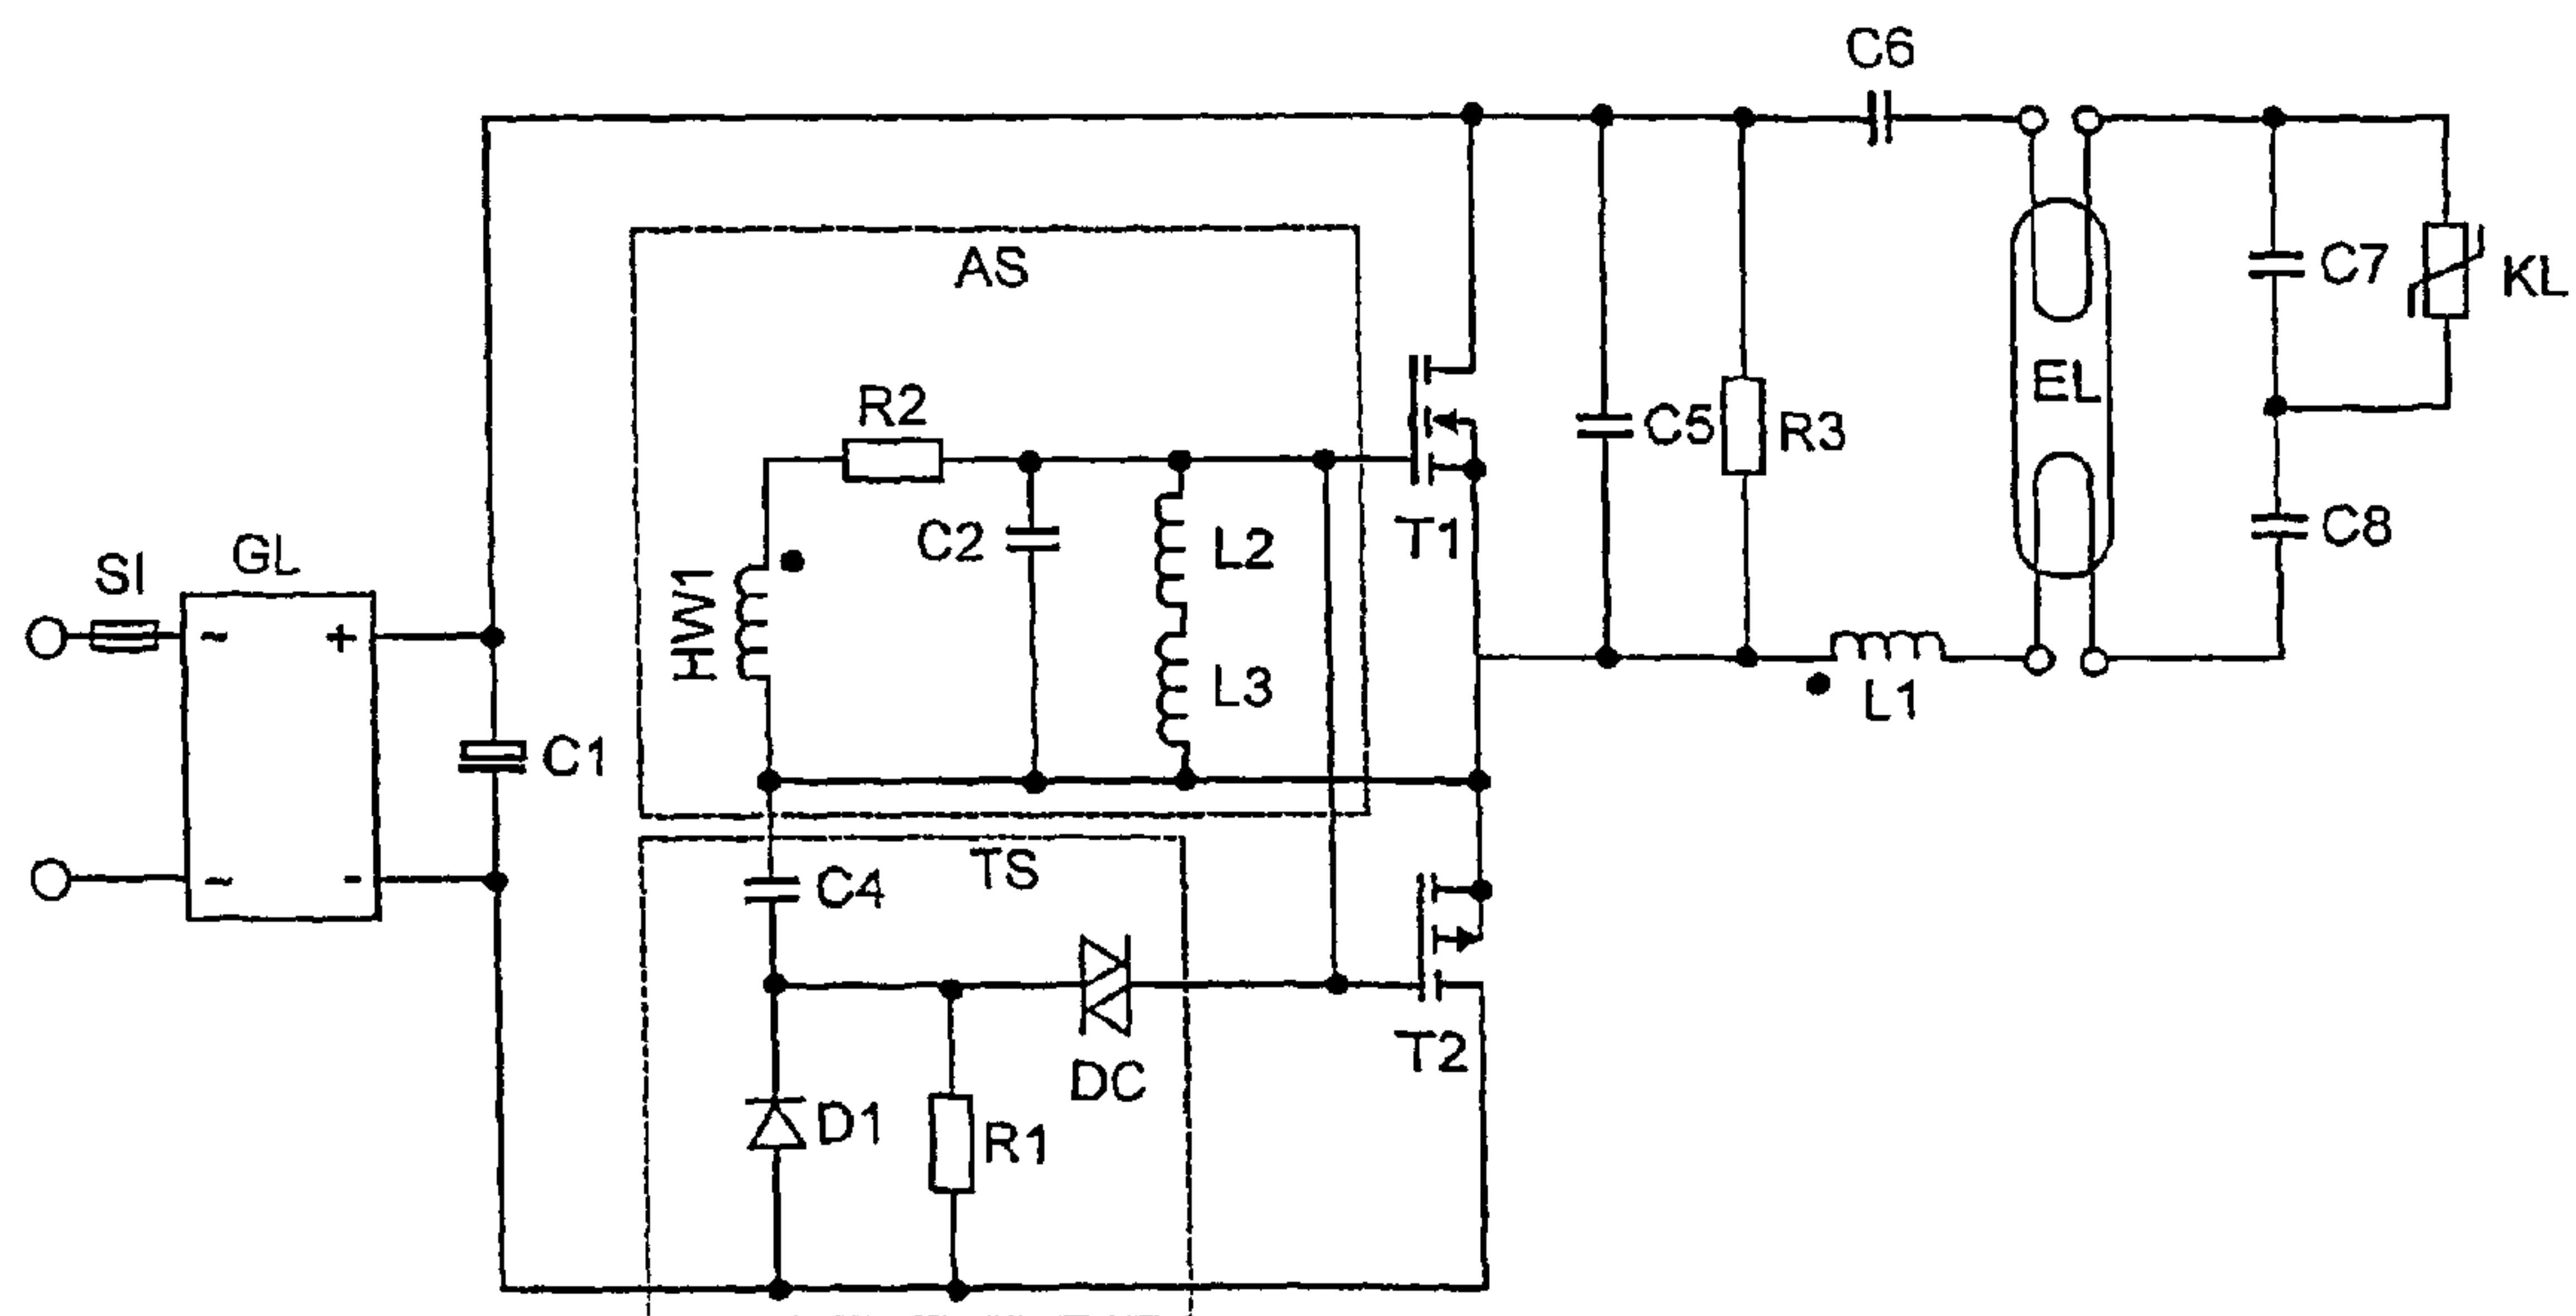 C6
AS
C7
KL
R2
EL
C5
R3
T1
C2
L2
C8
SI
GL
~
+
HW1
L3
L1
C1
~
-
TS
C4
T2
DC
D1
R1